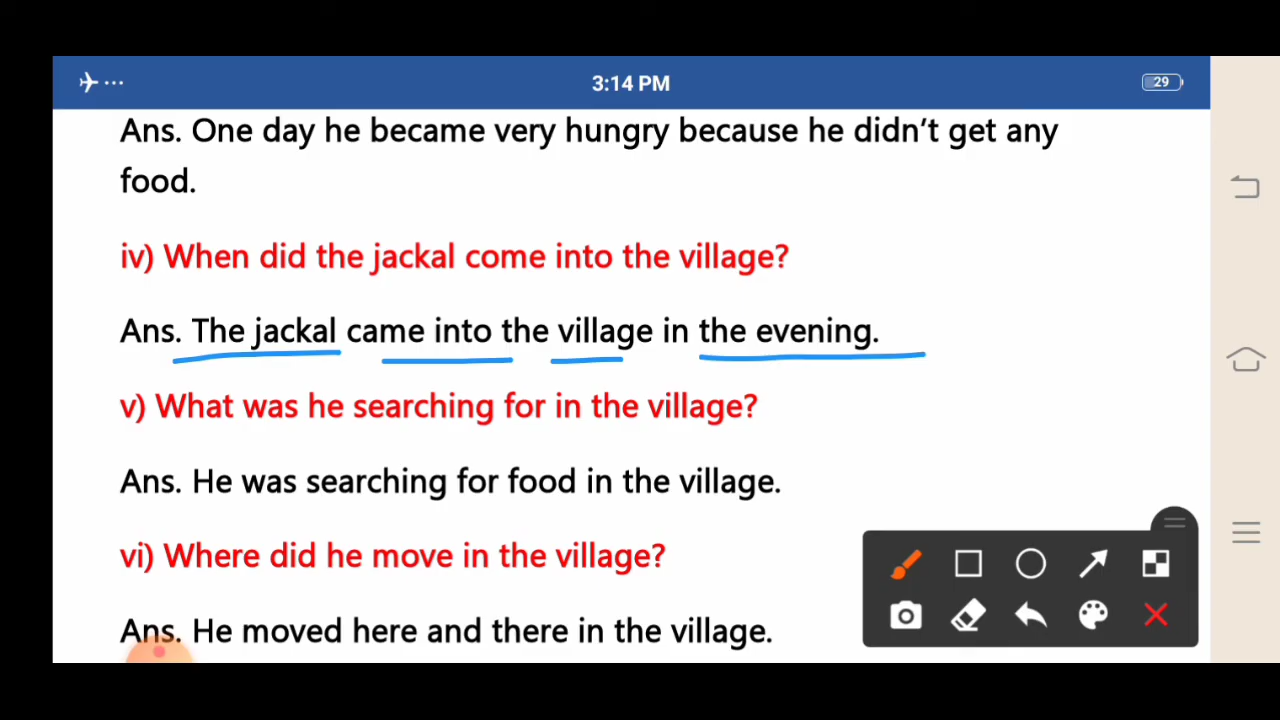 3:14 PM
29
Ans. One day he became very hungry because he didn’t get any
food.
iv) When did the jackal come into the village?
Ans. The jackal came into the village in the evening.
v) What was he searching for in the village?
Ans. He was searching for food in the village.
vi) Where did he move in the village?
Ans. He moved here and there in the village.